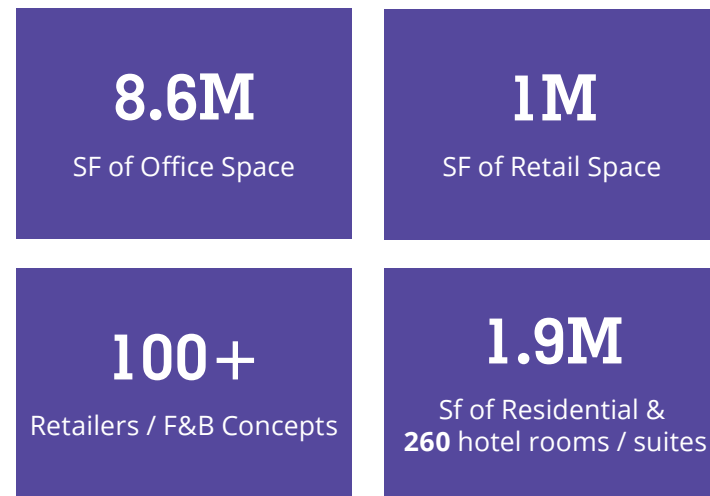 8.6M
SF of Office Space
1M
SF of Retail Space
100+
Retailers / F&B Concepts
1.9M
Sf of Residential &
260 hotel rooms / suites